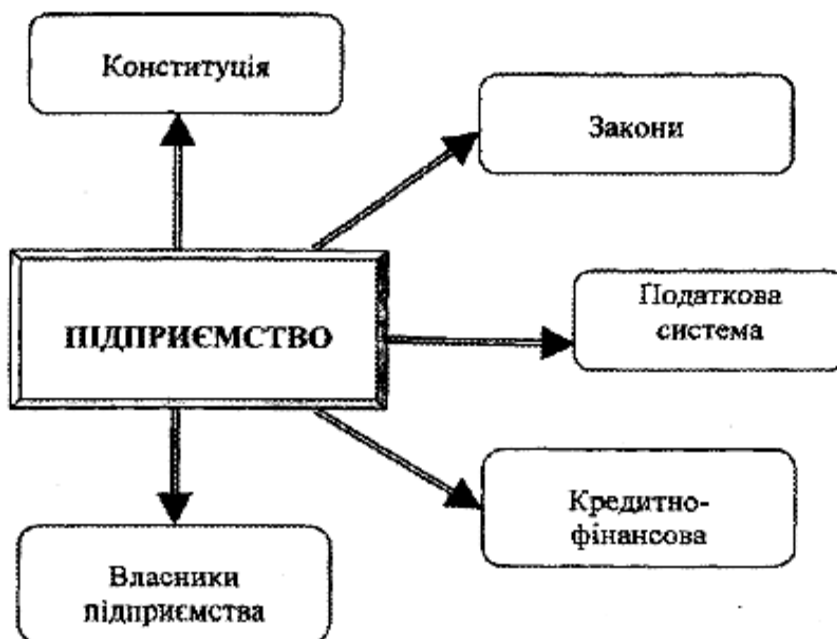 Конституція
Закони
ПІДПРИЄМСТВО
Податкова
система
Кредитно-
фінансова
Власники
підприємства